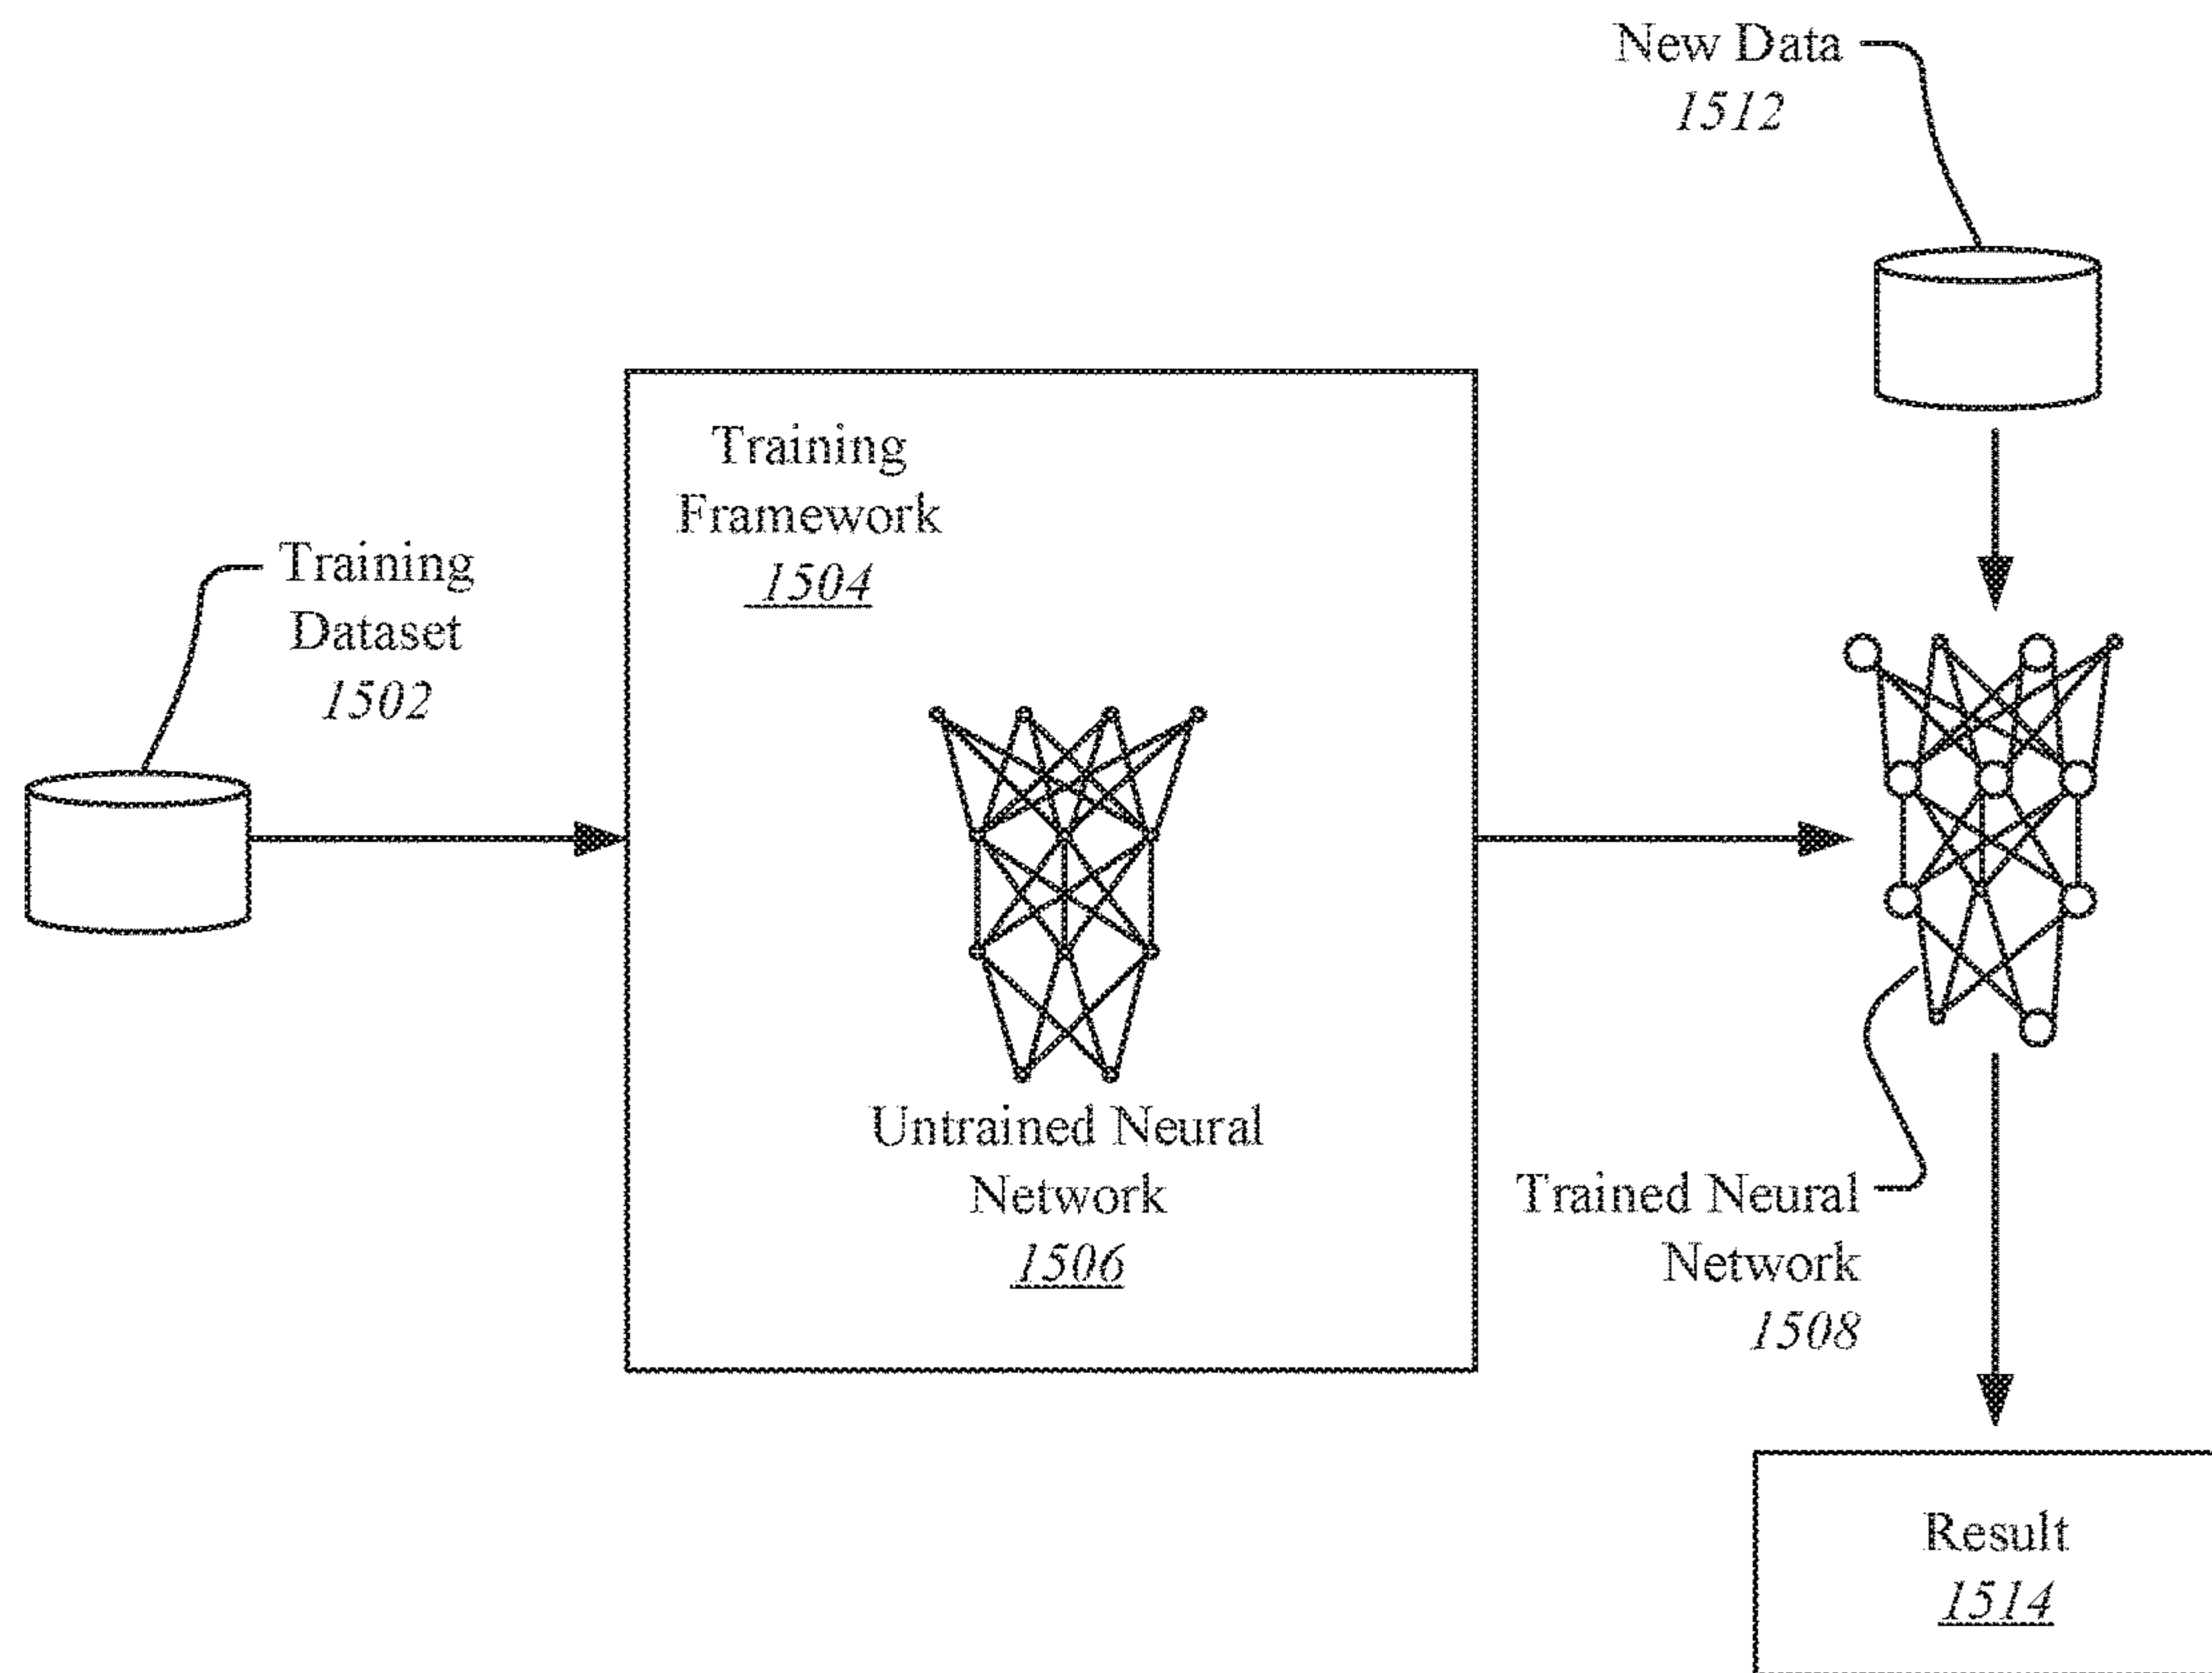 New Data
1512
Training
Framework
1504
Training
Dataset
1502
Untrained Neural
Network
1506
Trained Neural
Network
1508
Result
1514